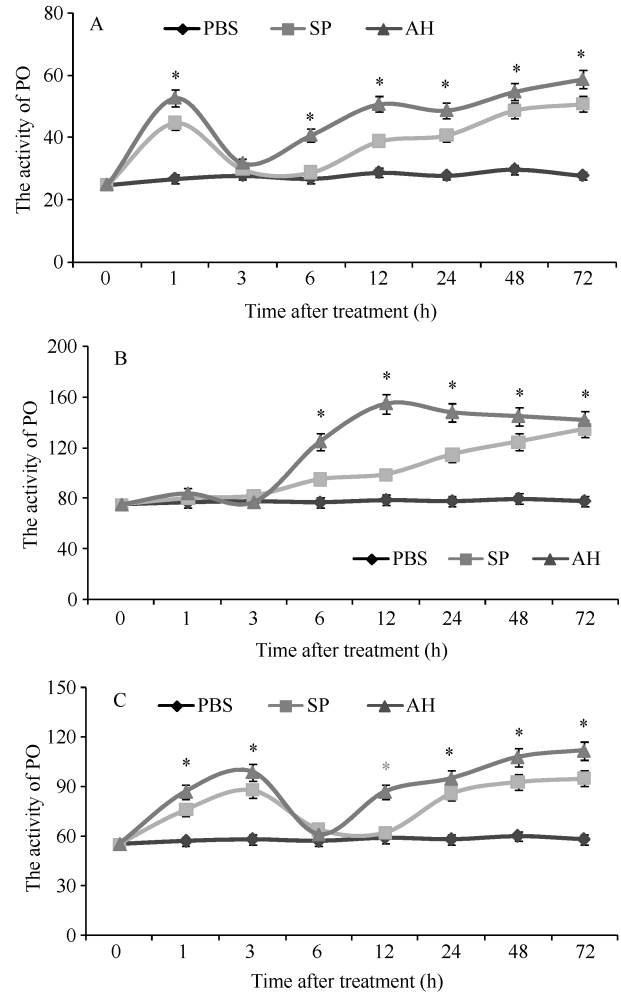 80
A
PBS
SP
AH
*
*
*
*
*
*
60
40
20
0
The activity of PO
0 1 3 6 12 24 48 72
Time after treatment (h)
200
B
160
120
80
40
0
*
*
*
*
*
The activity of PO
PBS
SP
AH
0 1 3 6 12 24 48 72
Time after treatment (h)
150
C
PBS
SP
AH
120
90
60
30
0
*
*
*
*
*
*
The activity of PO
0 1 3 6 12 24 48 72
Time after treatment (h)